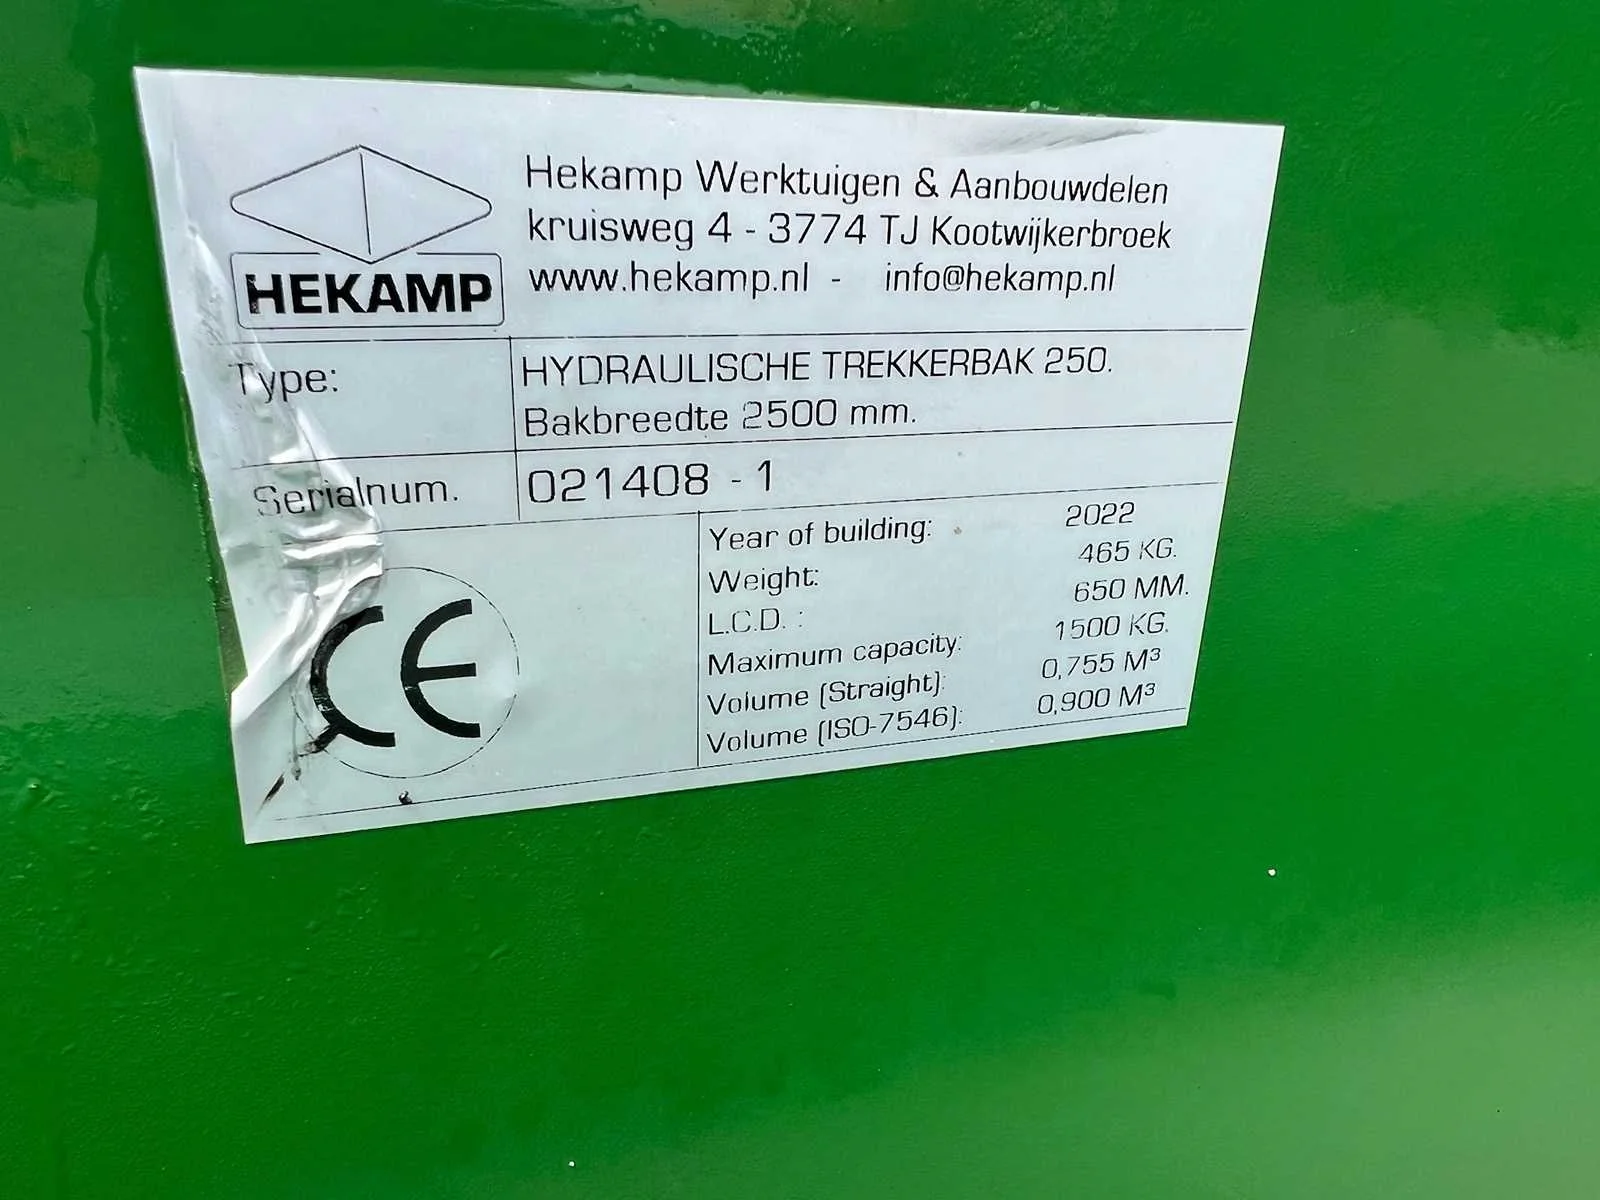 HEKAMP
Hekamp Werktuigen & Aanbouwdelen
kruisweg 4 - 3774 TJ Kootwijkerbroek
www.hekamp.nl - info@hekamp.nl
Type: HYDRAULISCHE TREKKERBAK 250.
Bakbreedte 2500 mm.
Serialnum. 021408 - 1
CE
Year of building: 2022
Weight: 465 KG.
L.C.D. : 650 MM.
Maximum capacity: 1500 KG.
Volume (Straight): 0,755 M³
Volume (ISO-7546): 0,900 M³